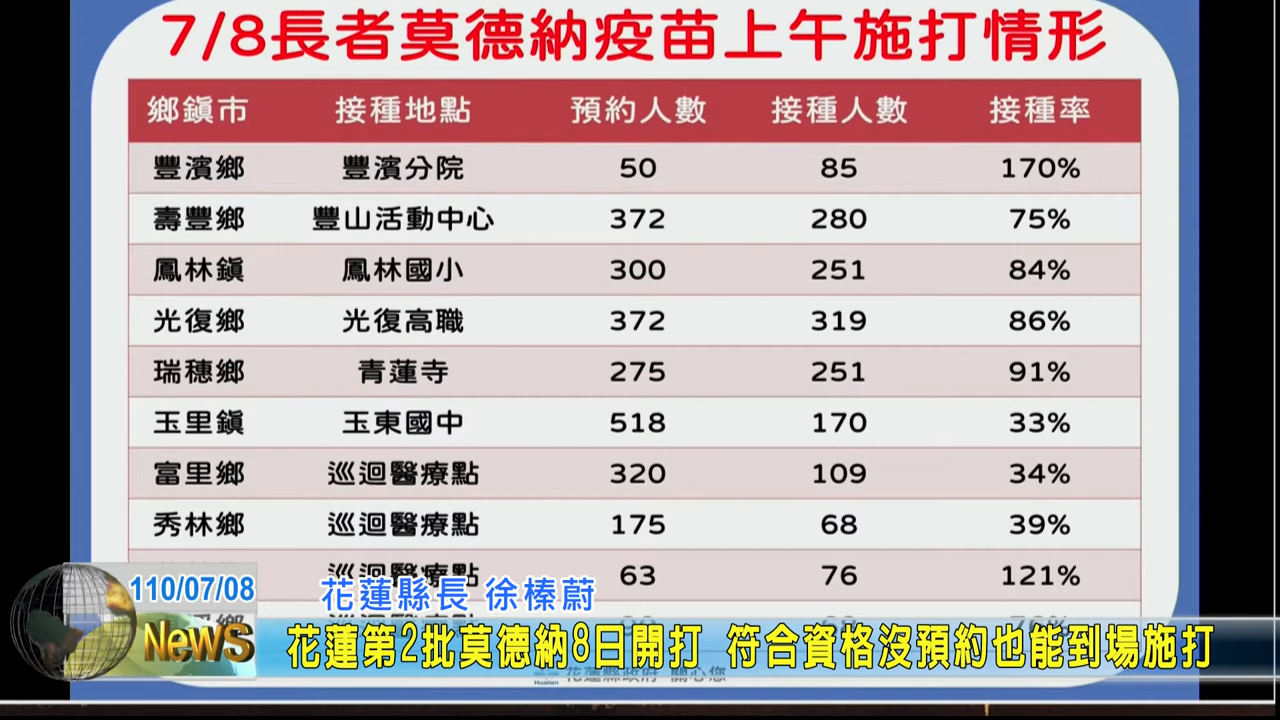 7/8長者莫德納疫苗上午施打情形
鄉鎮市 接種地點 預約人數 接種人數 接種率
豐濱鄉 豐濱分院 50 85 170%
壽豐鄉 豐山活動中心 372 280 75%
鳳林鎮 鳳林國小 300 251 84%
光復鄉 光復高職 372 319 86%
瑞穗鄉 青蓮寺 275 251 91%
玉里鎮 玉東國中 518 170 33%
富里鄉 巡迴醫療點 320 109 34%
秀林鄉 巡迴醫療點 175 68 39%
巡迴醫療點 63 76 121%
110/07/08
花蓮縣長 徐榛蔚
NewS
花蓮第2批莫德納8日開打 符合資格沒預約也能到場施打
花蓮縣政府 關心您